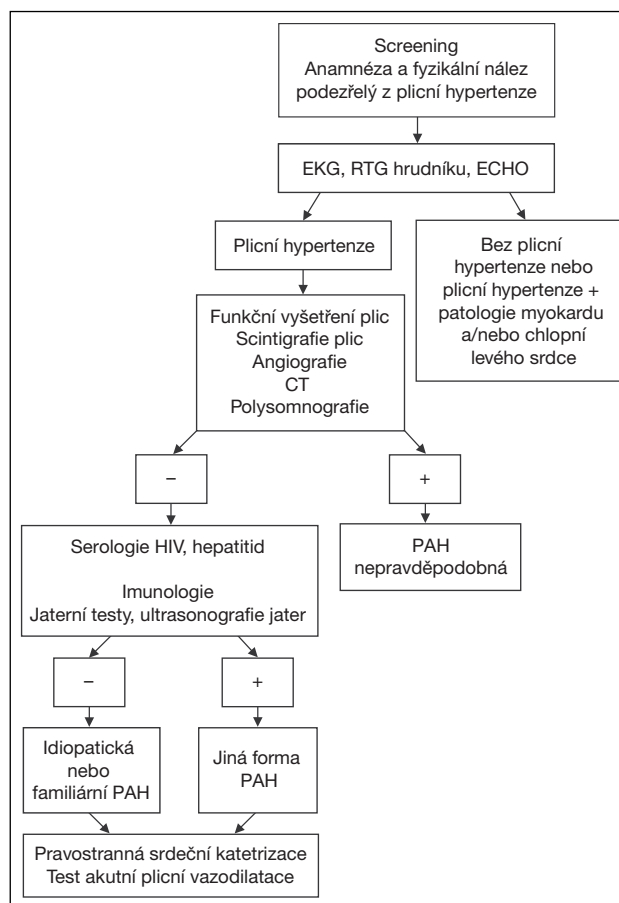 Screening
Anamnéza a fyzikální nález
podezřelý z plicní hypertenze
EKG, RTG hrudníku, ECHO
Plicní hypertenze
Bez plicní
hypertenze nebo
plicní hypertenze +
patologie myokardu
a/nebo chlopní
levého srdce
Funkční vyšetření plic
Scintigrafie plic
Angiografie
CT
Polysomnografie
–
+
Serologie HIV, hepatitid
Imunologie
Jaterní testy, ultrasonografie jater
PAH
nepravděpodobná
–
+
Idiopatická
nebo
familiární PAH
Jiná forma
PAH
Pravostranná srdeční katetrizace
Test akutní plicní vazodilatace